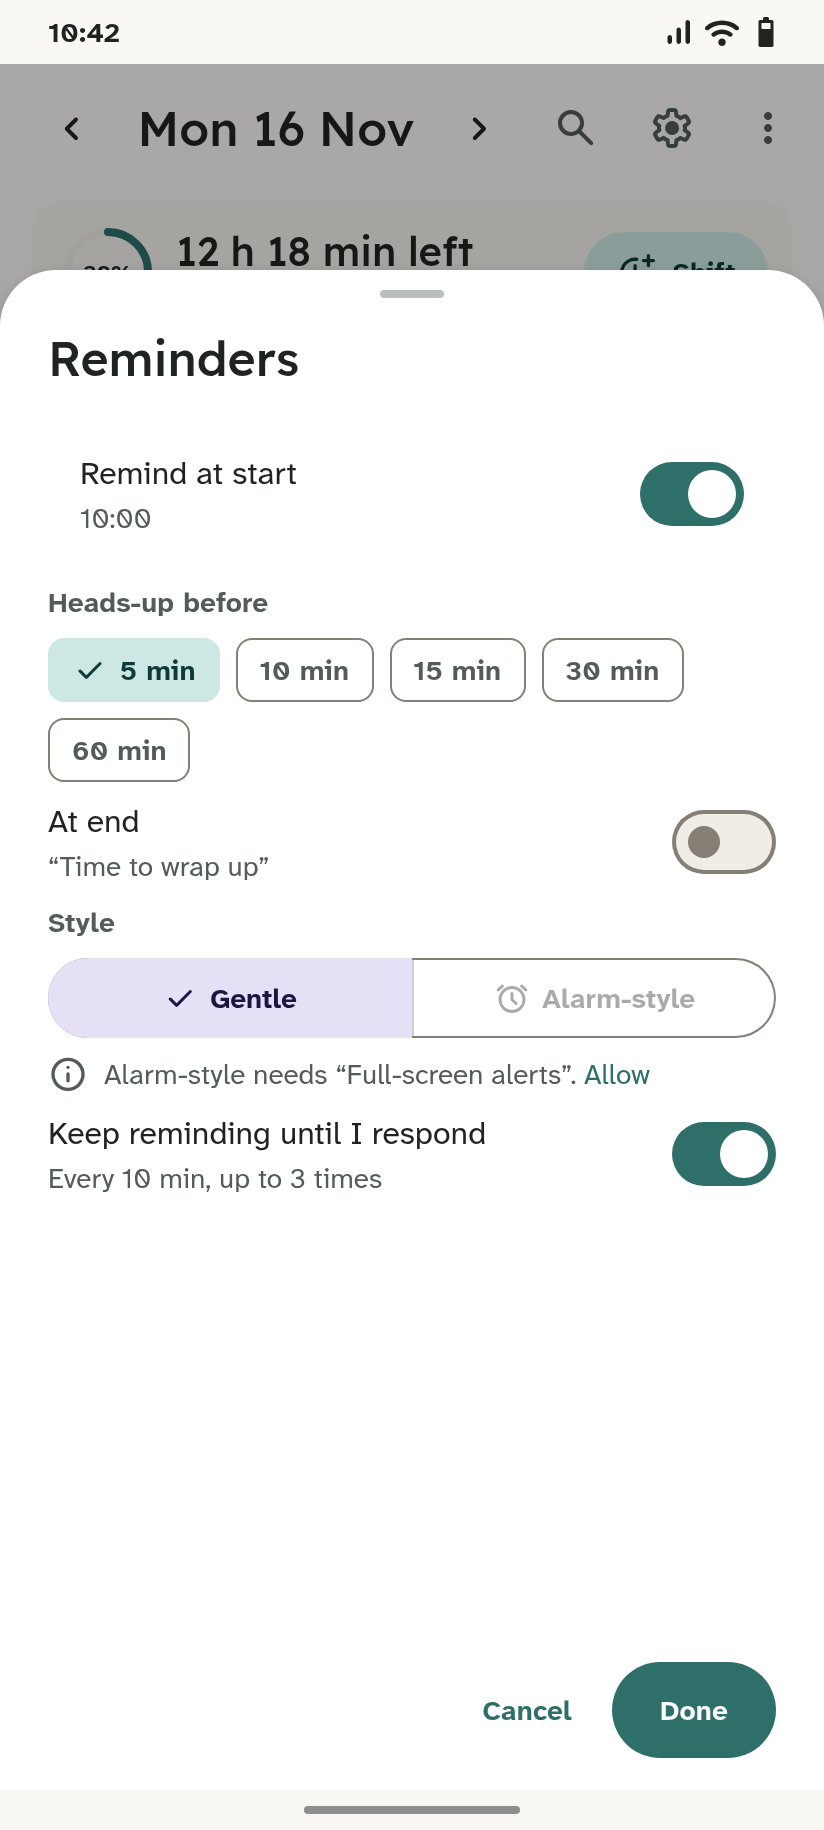 10:42
Mon 16 Nov
12 h 18 min left
Shift
Reminders
Remind at start
10:00
Heads-up before
5 min
10 min
15 min
30 min
60 min
At end
“Time to wrap up”
Style
Gentle
Alarm-style
Alarm-style needs “Full-screen alerts”. Allow
Keep reminding until I respond
Every 10 min, up to 3 times
Cancel
Done